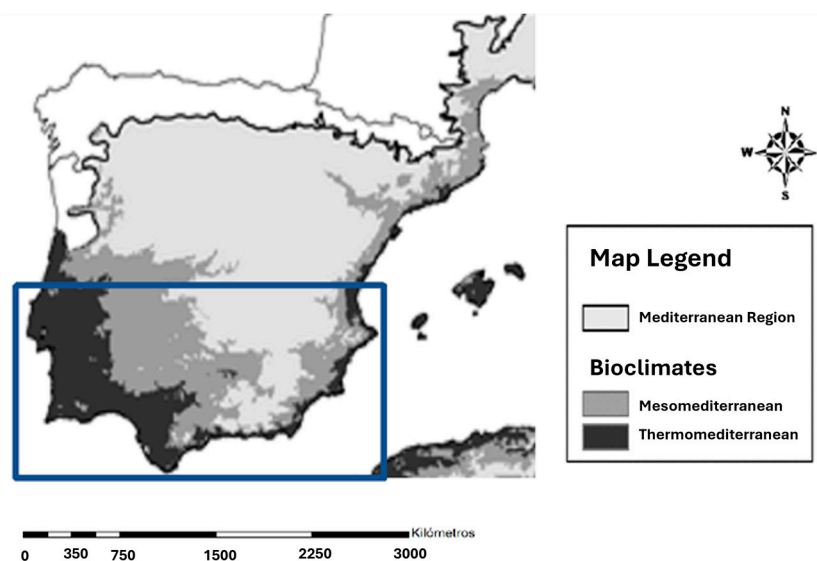 N
W
S
Map Legend
Mediterranean Region
Bioclimates
Mesomediterranean
Thermomediterranean
Kilómetros
0 350 750 1500 2250 3000